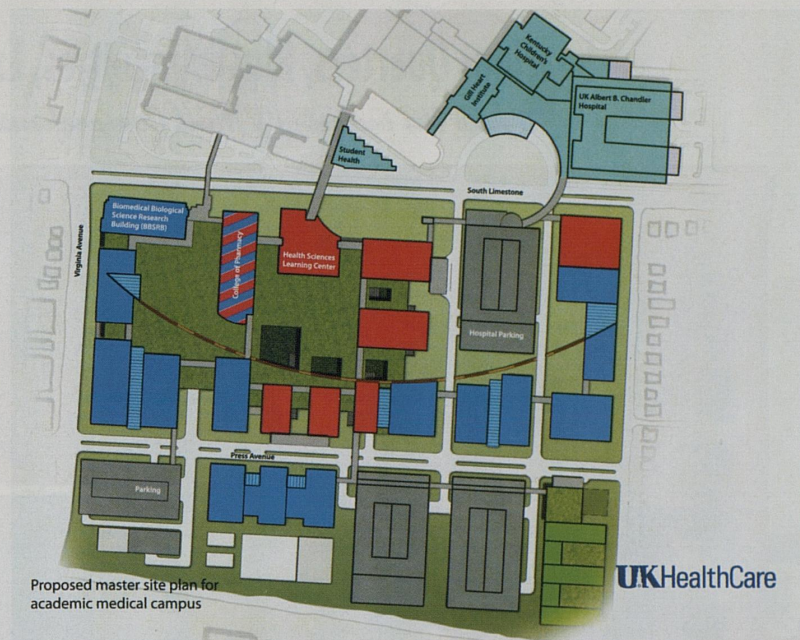 Kentucky
Children's
Hospital
Gill Heart
Institute
UK Albert B. Chandler
Hospital
Student
Health
South Limestone
Biomedical Biological
Science Research
Building (BBSRB)
Virginia Avenue
College of Pharmacy
Health Sciences
Learning Center
Hospital Parking
Press Avenue
Parking
Proposed master site plan for
academic medical campus
UKHealthCare